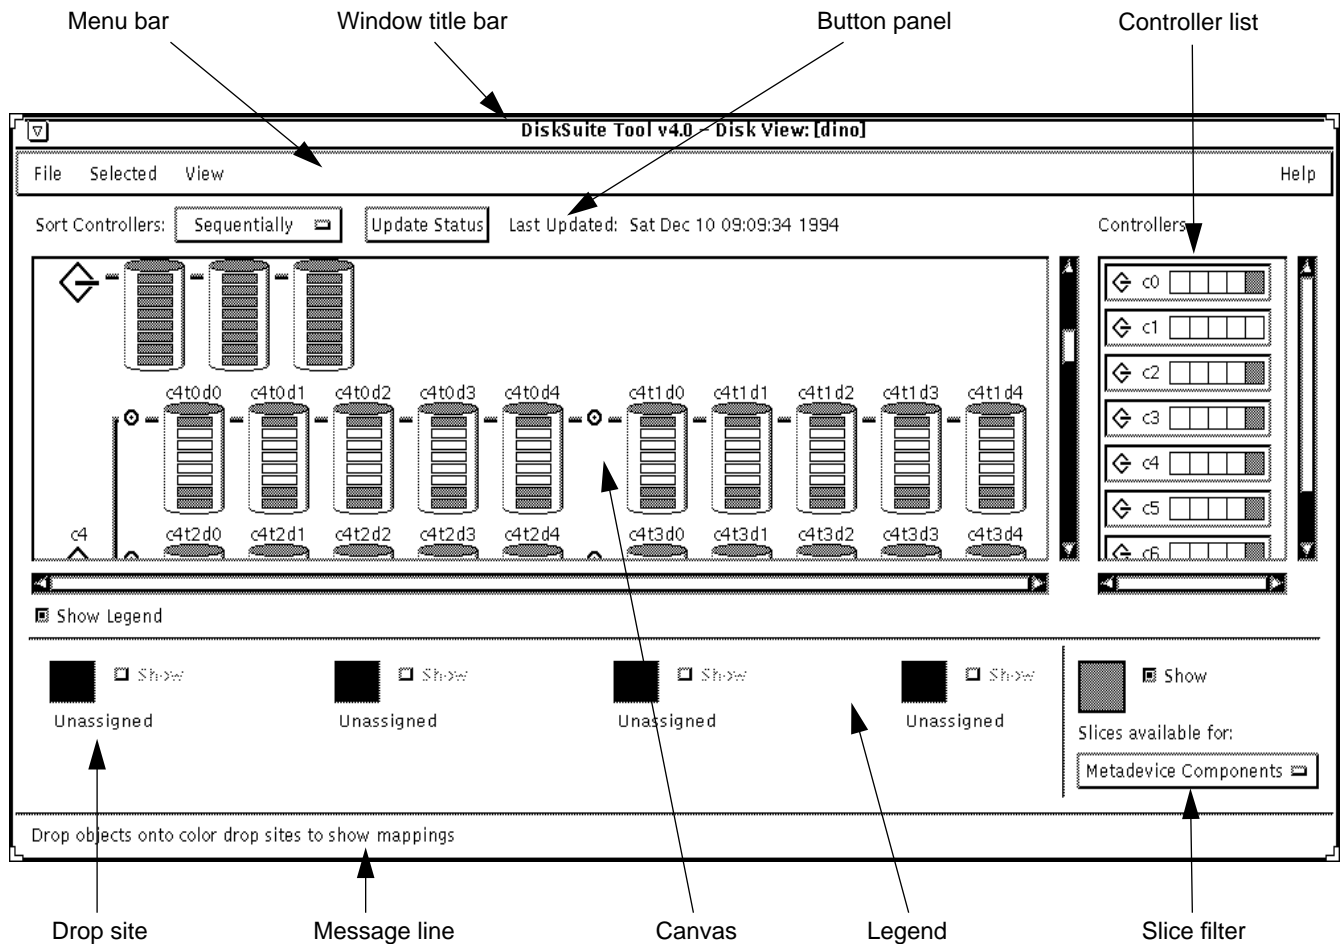 Menu bar
Window title bar
Button panel
Controller list
DiskSuite Tool v4.0 – Disk View: [dino]
File Selected View Help
Sort Controllers: Sequentially Update Status Last Updated: Sat Dec 10 09:09:34 1994 Controllers
c0
c1
c2
c3
c4
c5
c6
c4t0d0 c4t0d1 c4t0d2 c4t0d3 c4t0d4 c4t1d0 c4t1d1 c4t1d2 c4t1d3 c4t1d4
c4 c4t2d0 c4t2d1 c4t2d2 c4t2d3 c4t2d4 c4t3d0 c4t3d1 c4t3d2 c4t3d3 c4t3d4
Show Legend
Show Show Show Show Show
Unassigned Unassigned Unassigned Unassigned
Slices available for:
Metadevice Components
Drop objects onto color drop sites to show mappings
Drop site
Message line
Canvas
Legend
Slice filter